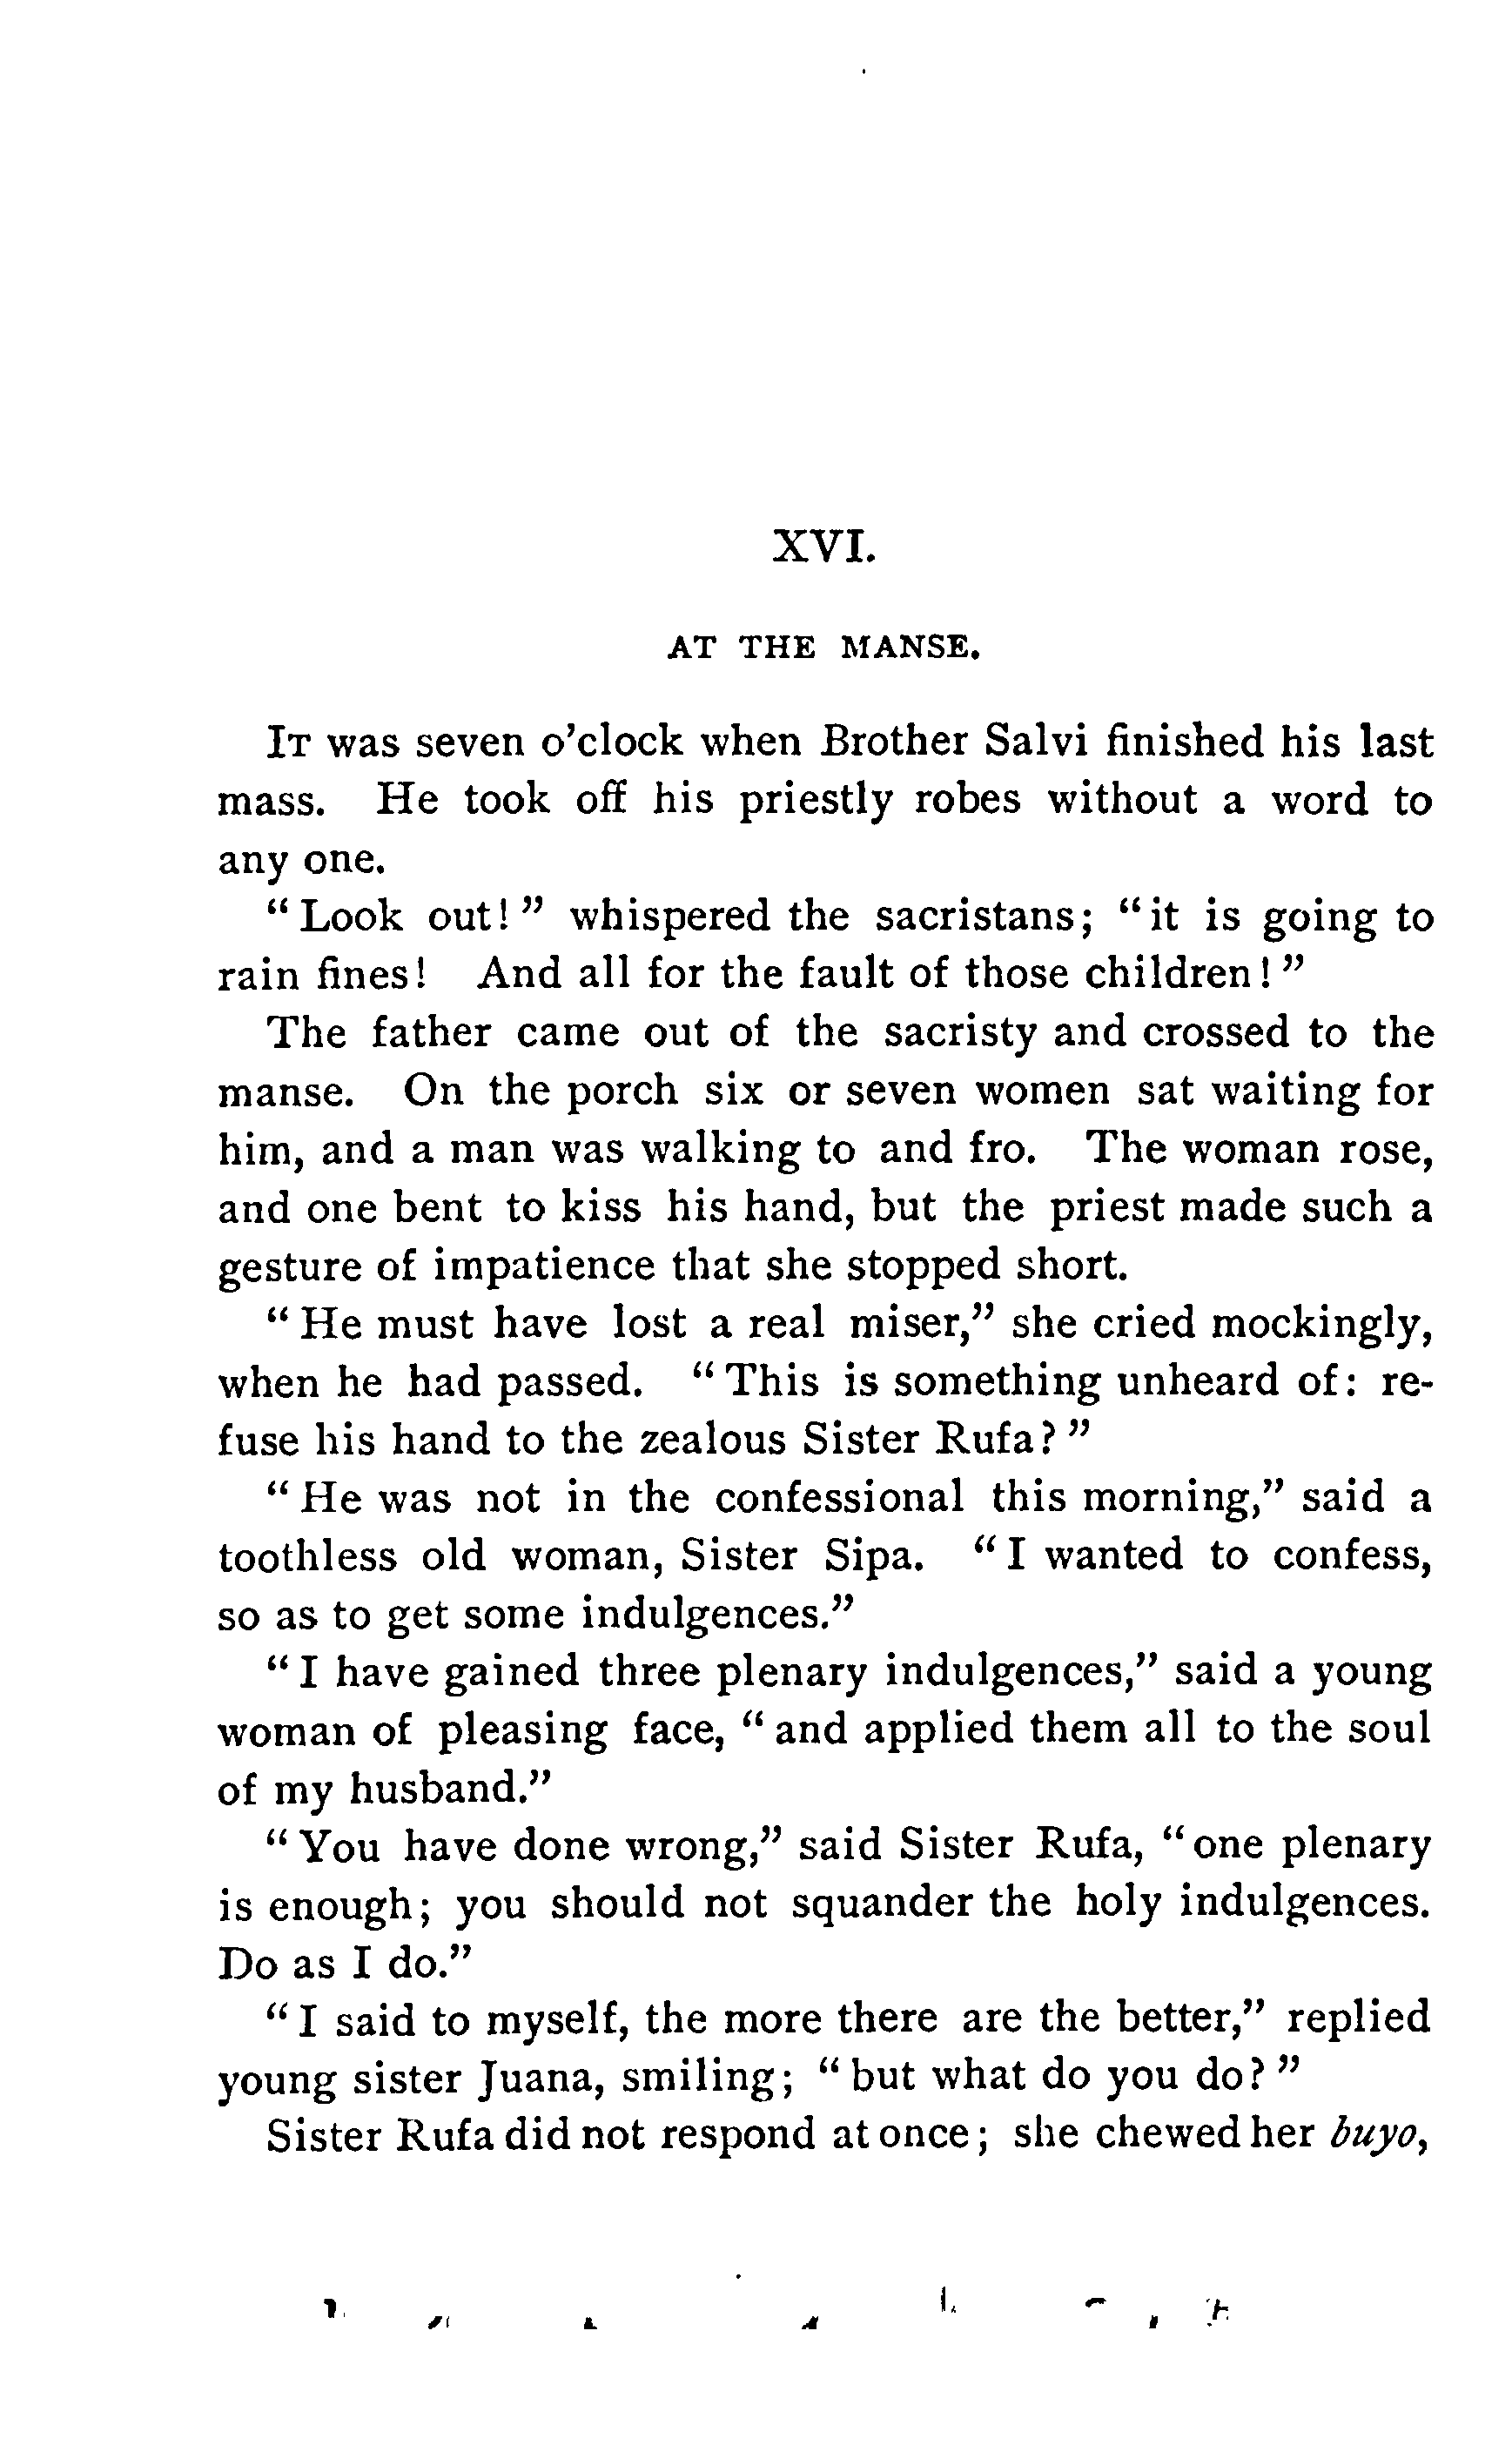 XVI.
AT THE MANSE.
IT was seven o'clock when Brother Salvi finished his last
mass. He took off his priestly robes without a word to
any one.
"Look out!" whispered the sacristans; "it is going to
rain fines! And all for the fault of those children!"
The father came out of the sacristy and crossed to the
manse. On the porch six or seven women sat waiting for
him, and a man was walking to and fro. The woman rose,
and one bent to kiss his hand, but the priest made such a
gesture of impatience that she stopped short.
"He must have lost a real miser," she cried mockingly,
when he had passed. "This is something unheard of: re-
fuse his hand to the zealous Sister Rufa?"
"He was not in the confessional this morning," said a
toothless old woman, Sister Sipa. "I wanted to confess,
so as to get some indulgences."
"I have gained three plenary indulgences," said a young
woman of pleasing face, "and applied them all to the soul
of my husband."
"You have done wrong," said Sister Rufa, "one plenary
is enough; you should not squander the holy indulgences.
Do as I do."
"I said to myself, the more there are the better," replied
young sister Juana, smiling; "but what do you do?"
Sister Rufa did not respond at once; she chewed her buyo,